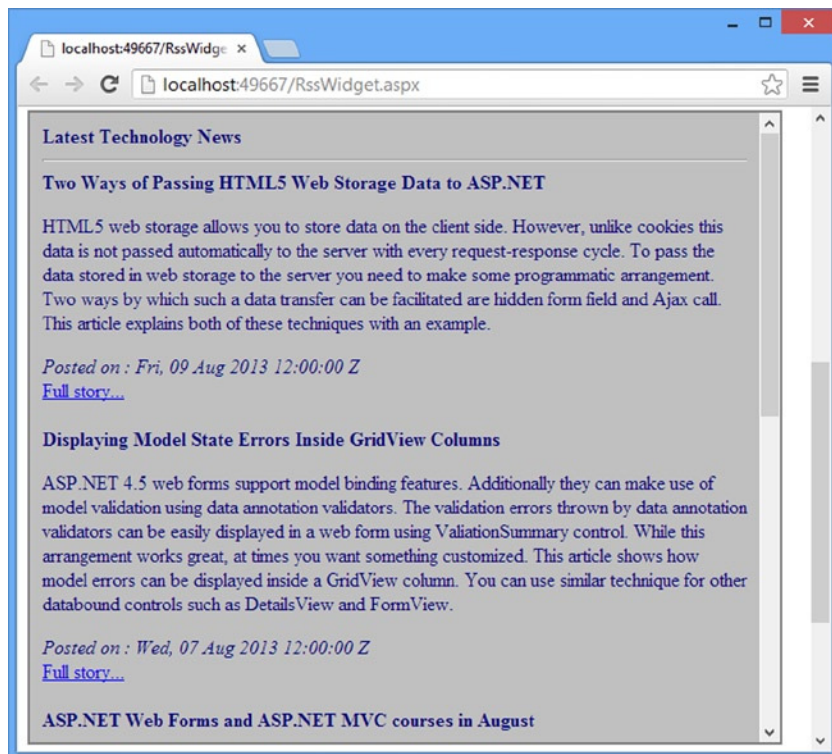 localhost:49667/RssWidge
localhost:49667/RssWidget.aspx
Latest Technology News
Two Ways of Passing HTML5 Web Storage Data to ASP.NET
HTML5 web storage allows you to store data on the client side. However, unlike cookies this
data is not passed automatically to the server with every request-response cycle. To pass the
data stored in web storage to the server you need to make some programmatic arrangement.
Two ways by which such a data transfer can be facilitated are hidden form field and Ajax call.
This article explains both of these techniques with an example.
Posted on : Fri, 09 Aug 2013 12:00:00 Z
Full story...
Displaying Model State Errors Inside GridView Columns
ASP.NET 4.5 web forms support model binding features. Additionally they can make use of
model validation using data annotation validators. The validation errors thrown by data annotation
validators can be easily displayed in a web form using ValiationSummary control. While this
arrangement works great, at times you want something customized. This article shows how
model errors can be displayed inside a GridView column. You can use similar technique for other
databound controls such as DetailsView and FormView.
Posted on : Wed, 07 Aug 2013 12:00:00 Z
Full story...
ASP.NET Web Forms and ASP.NET MVC courses in August